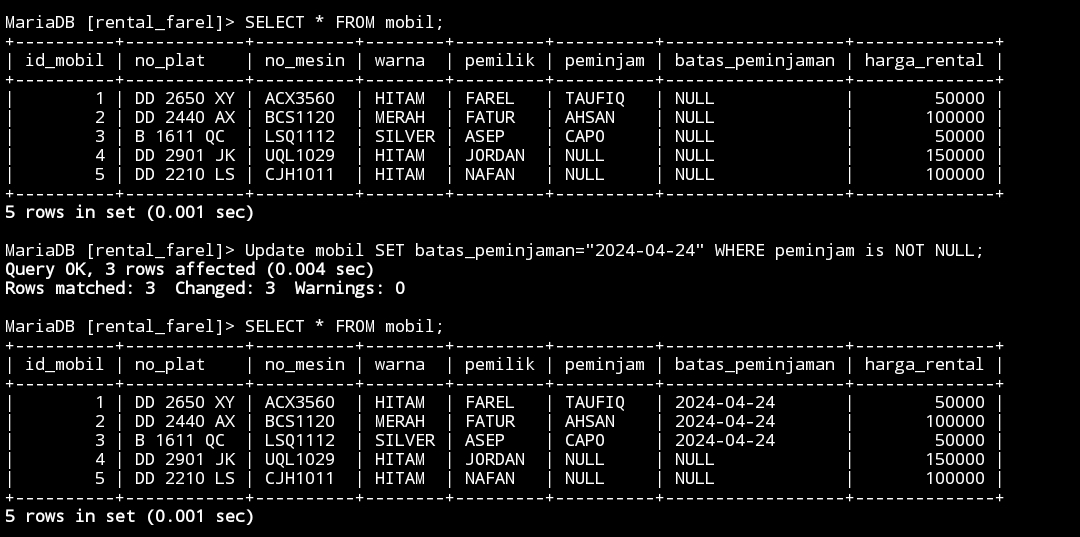 MariaDB [rental_farel]> SELECT * FROM mobil;
+----------+------------+----------+--------+---------+----------+------------------+--------------+
| id_mobil | no_plat    | no_mesin | warna  | pemilik | peminjam | batas_peminjaman | harga_rental |
+----------+------------+----------+--------+---------+----------+------------------+--------------+
|        1 | DD 2650 XY | ACX3560  | HITAM  | FAREL   | TAUFIQ   | NULL             |        50000 |
|        2 | DD 2440 AX | BCS1120  | MERAH  | FATUR   | AHSAN    | NULL             |       100000 |
|        3 | B 1611 QC  | LSQ1112  | SILVER | ASEP    | CAPO     | NULL             |        50000 |
|        4 | DD 2901 JK | UQL1029  | HITAM  | JORDAN  | NULL     | NULL             |       150000 |
|        5 | DD 2210 LS | CJH1011  | HITAM  | NAFAN   | NULL     | NULL             |       100000 |
+----------+------------+----------+--------+---------+----------+------------------+--------------+
5 rows in set (0.001 sec)
MariaDB [rental_farel]> Update mobil SET batas_peminjaman="2024-04-24" WHERE peminjam is NOT NULL;
Query OK, 3 rows affected (0.004 sec)
Rows matched: 3  Changed: 3  Warnings: 0
MariaDB [rental_farel]> SELECT * FROM mobil;
+----------+------------+----------+--------+---------+----------+------------------+--------------+
| id_mobil | no_plat    | no_mesin | warna  | pemilik | peminjam | batas_peminjaman | harga_rental |
+----------+------------+----------+--------+---------+----------+------------------+--------------+
|        1 | DD 2650 XY | ACX3560  | HITAM  | FAREL   | TAUFIQ   | 2024-04-24       |        50000 |
|        2 | DD 2440 AX | BCS1120  | MERAH  | FATUR   | AHSAN    | 2024-04-24       |       100000 |
|        3 | B 1611 QC  | LSQ1112  | SILVER | ASEP    | CAPO     | 2024-04-24       |        50000 |
|        4 | DD 2901 JK | UQL1029  | HITAM  | JORDAN  | NULL     | NULL             |       150000 |
|        5 | DD 2210 LS | CJH1011  | HITAM  | NAFAN   | NULL     | NULL             |       100000 |
+----------+------------+----------+--------+---------+----------+------------------+--------------+
5 rows in set (0.001 sec)